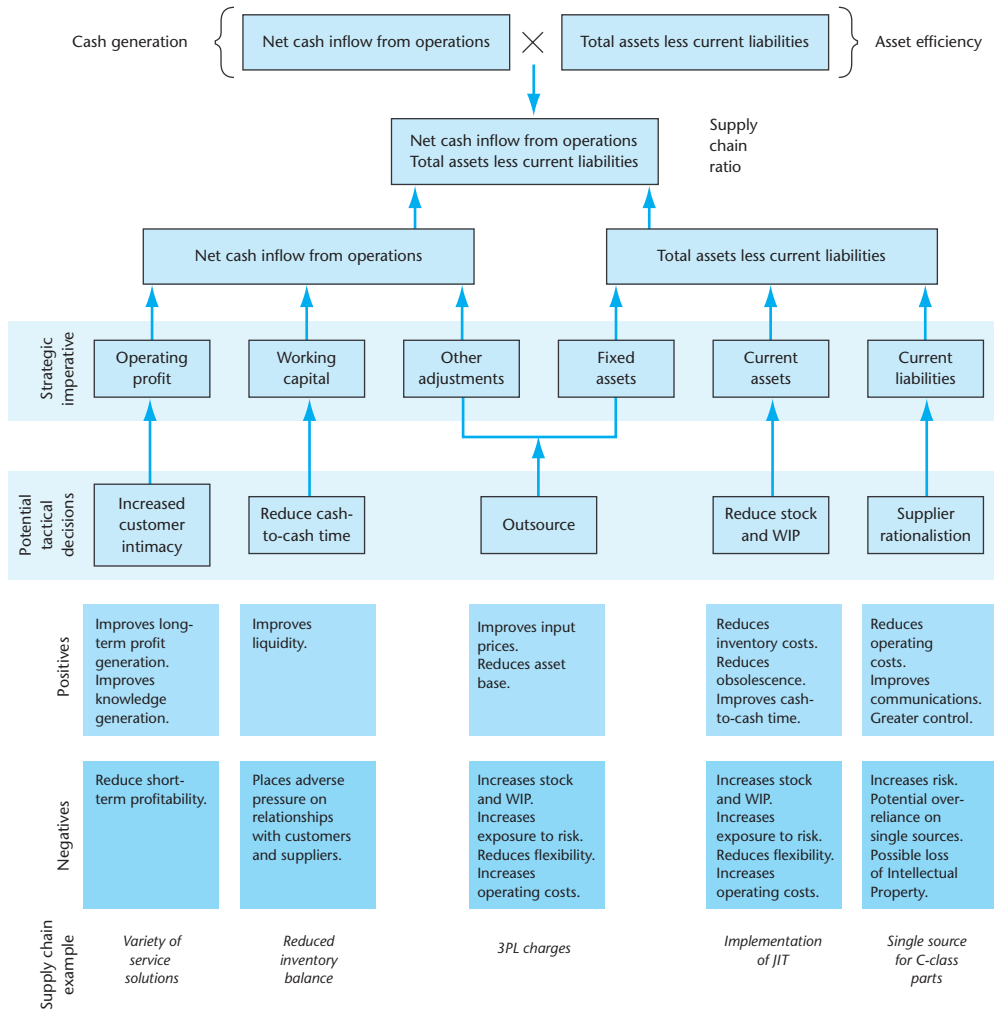 Cash generation
Net cash inflow from operations
×
Total assets less current liabilities
Asset efficiency
Net cash inflow from operations
Total assets less current liabilities
Supply
chain
ratio
Net cash inflow from operations
Total assets less current liabilities
Strategic
imperative
Operating
profit
Working
capital
Other
adjustments
Fixed
assets
Current
assets
Current
liabilities
Potential
tactical
decisions
Increased
customer
intimacy
Reduce cash-
to-cash time
Outsource
Reduce stock
and WIP
Supplier
rationalistion
Positives
Improves long-
term profit
generation.
Improves
knowledge
generation.
Improves
liquidity.
Improves input
prices.
Reduces asset
base.
Reduces
inventory costs.
Reduces
obsolescence.
Improves cash-
to-cash time.
Reduces
operating
costs.
Improves
communications.
Greater control.
Negatives
Reduce short-
term profitability.
Places adverse
pressure on
relationships
with customers
and suppliers.
Increases stock
and WIP.
Increases
exposure to risk.
Reduces flexibility.
Increases
operating costs.
Increases stock
and WIP.
Increases
exposure to risk.
Reduces flexibility.
Increases
operating costs.
Increases risk.
Potential over-
reliance on
single sources.
Possible loss
of Intellectual
Property.
Supply chain
example
Variety of
service
solutions
Reduced
inventory
balance
3PL charges
Implementation
of JIT
Single source
for C-class
parts